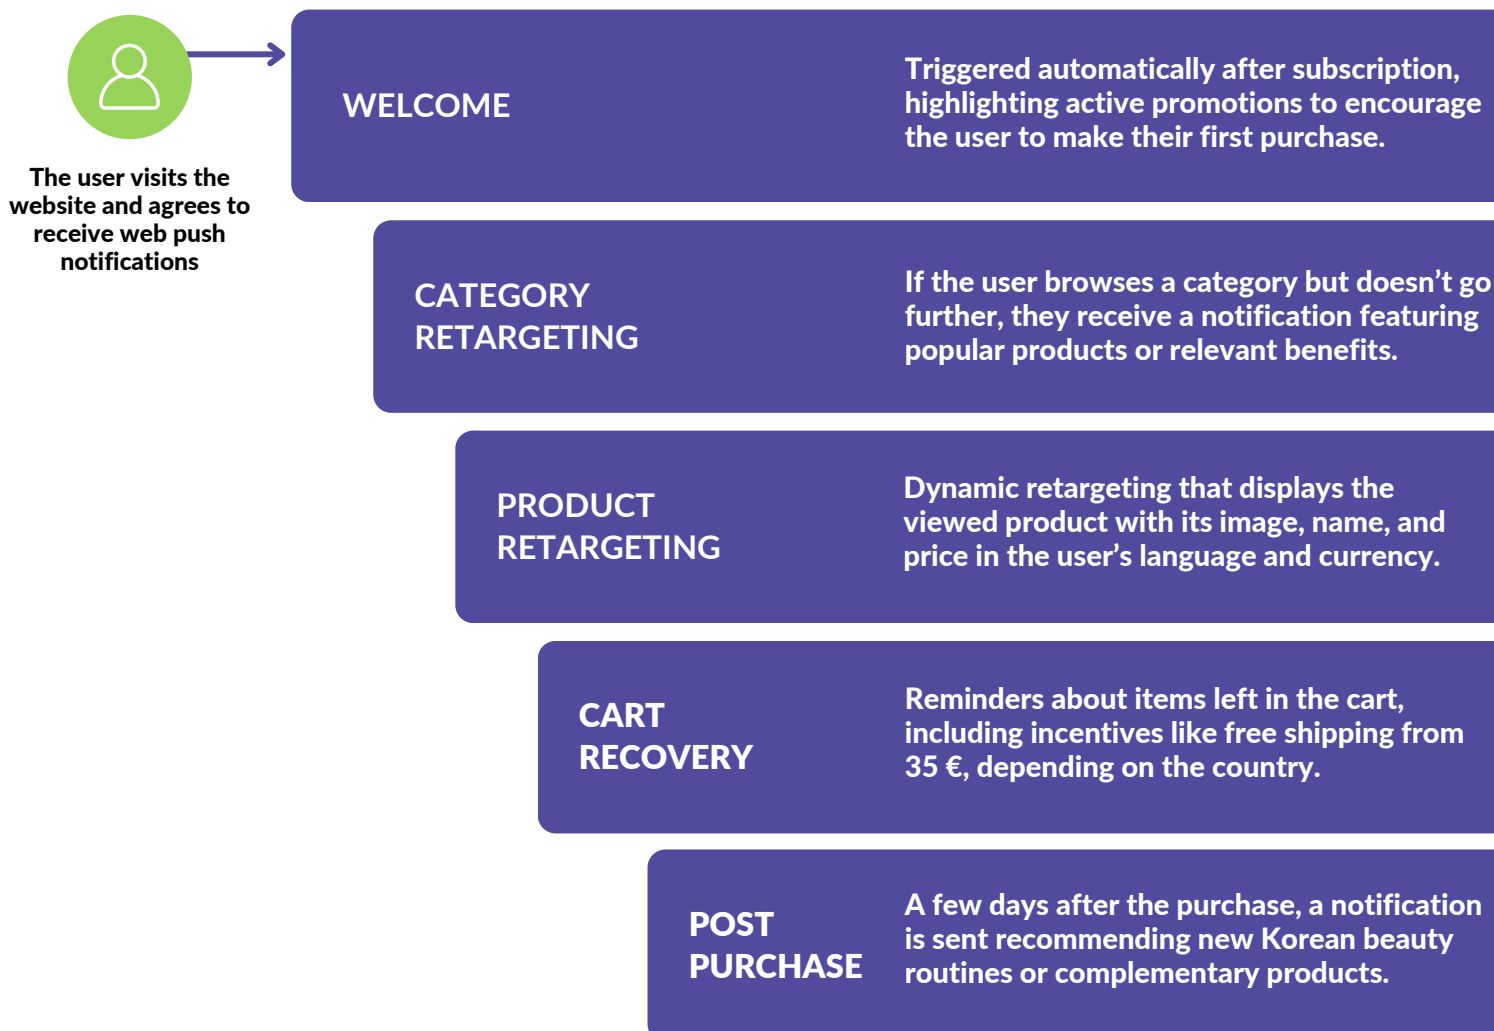 The user visits the
website and agrees to
receive web push
notifications
WELCOME
Triggered automatically after subscription,
highlighting active promotions to encourage
the user to make their first purchase.
CATEGORY
RETARGETING
If the user browses a category but doesn’t go
further, they receive a notification featuring
popular products or relevant benefits.
PRODUCT
RETARGETING
Dynamic retargeting that displays the
viewed product with its image, name, and
price in the user’s language and currency.
CART
RECOVERY
Reminders about items left in the cart,
including incentives like free shipping from
35 €, depending on the country.
POST
PURCHASE
A few days after the purchase, a notification
is sent recommending new Korean beauty
routines or complementary products.